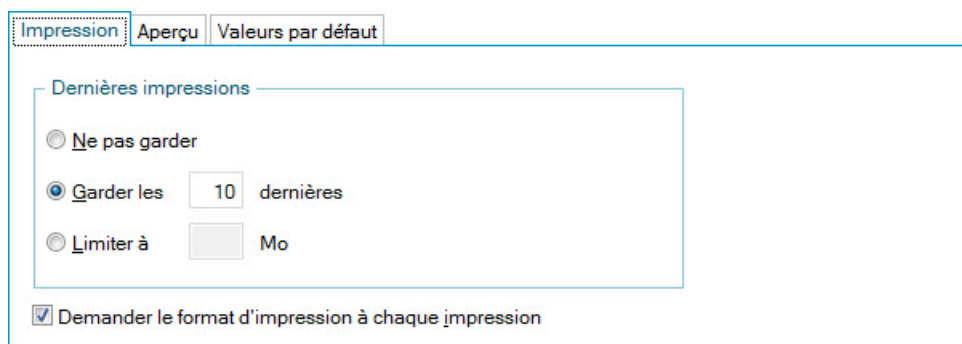 Impression Aperçu Valeurs par défaut
Dernières impressions
Ne pas garder
Garder les 10 dernières
Limiter à Mo
Demander le format d'impression à chaque impression